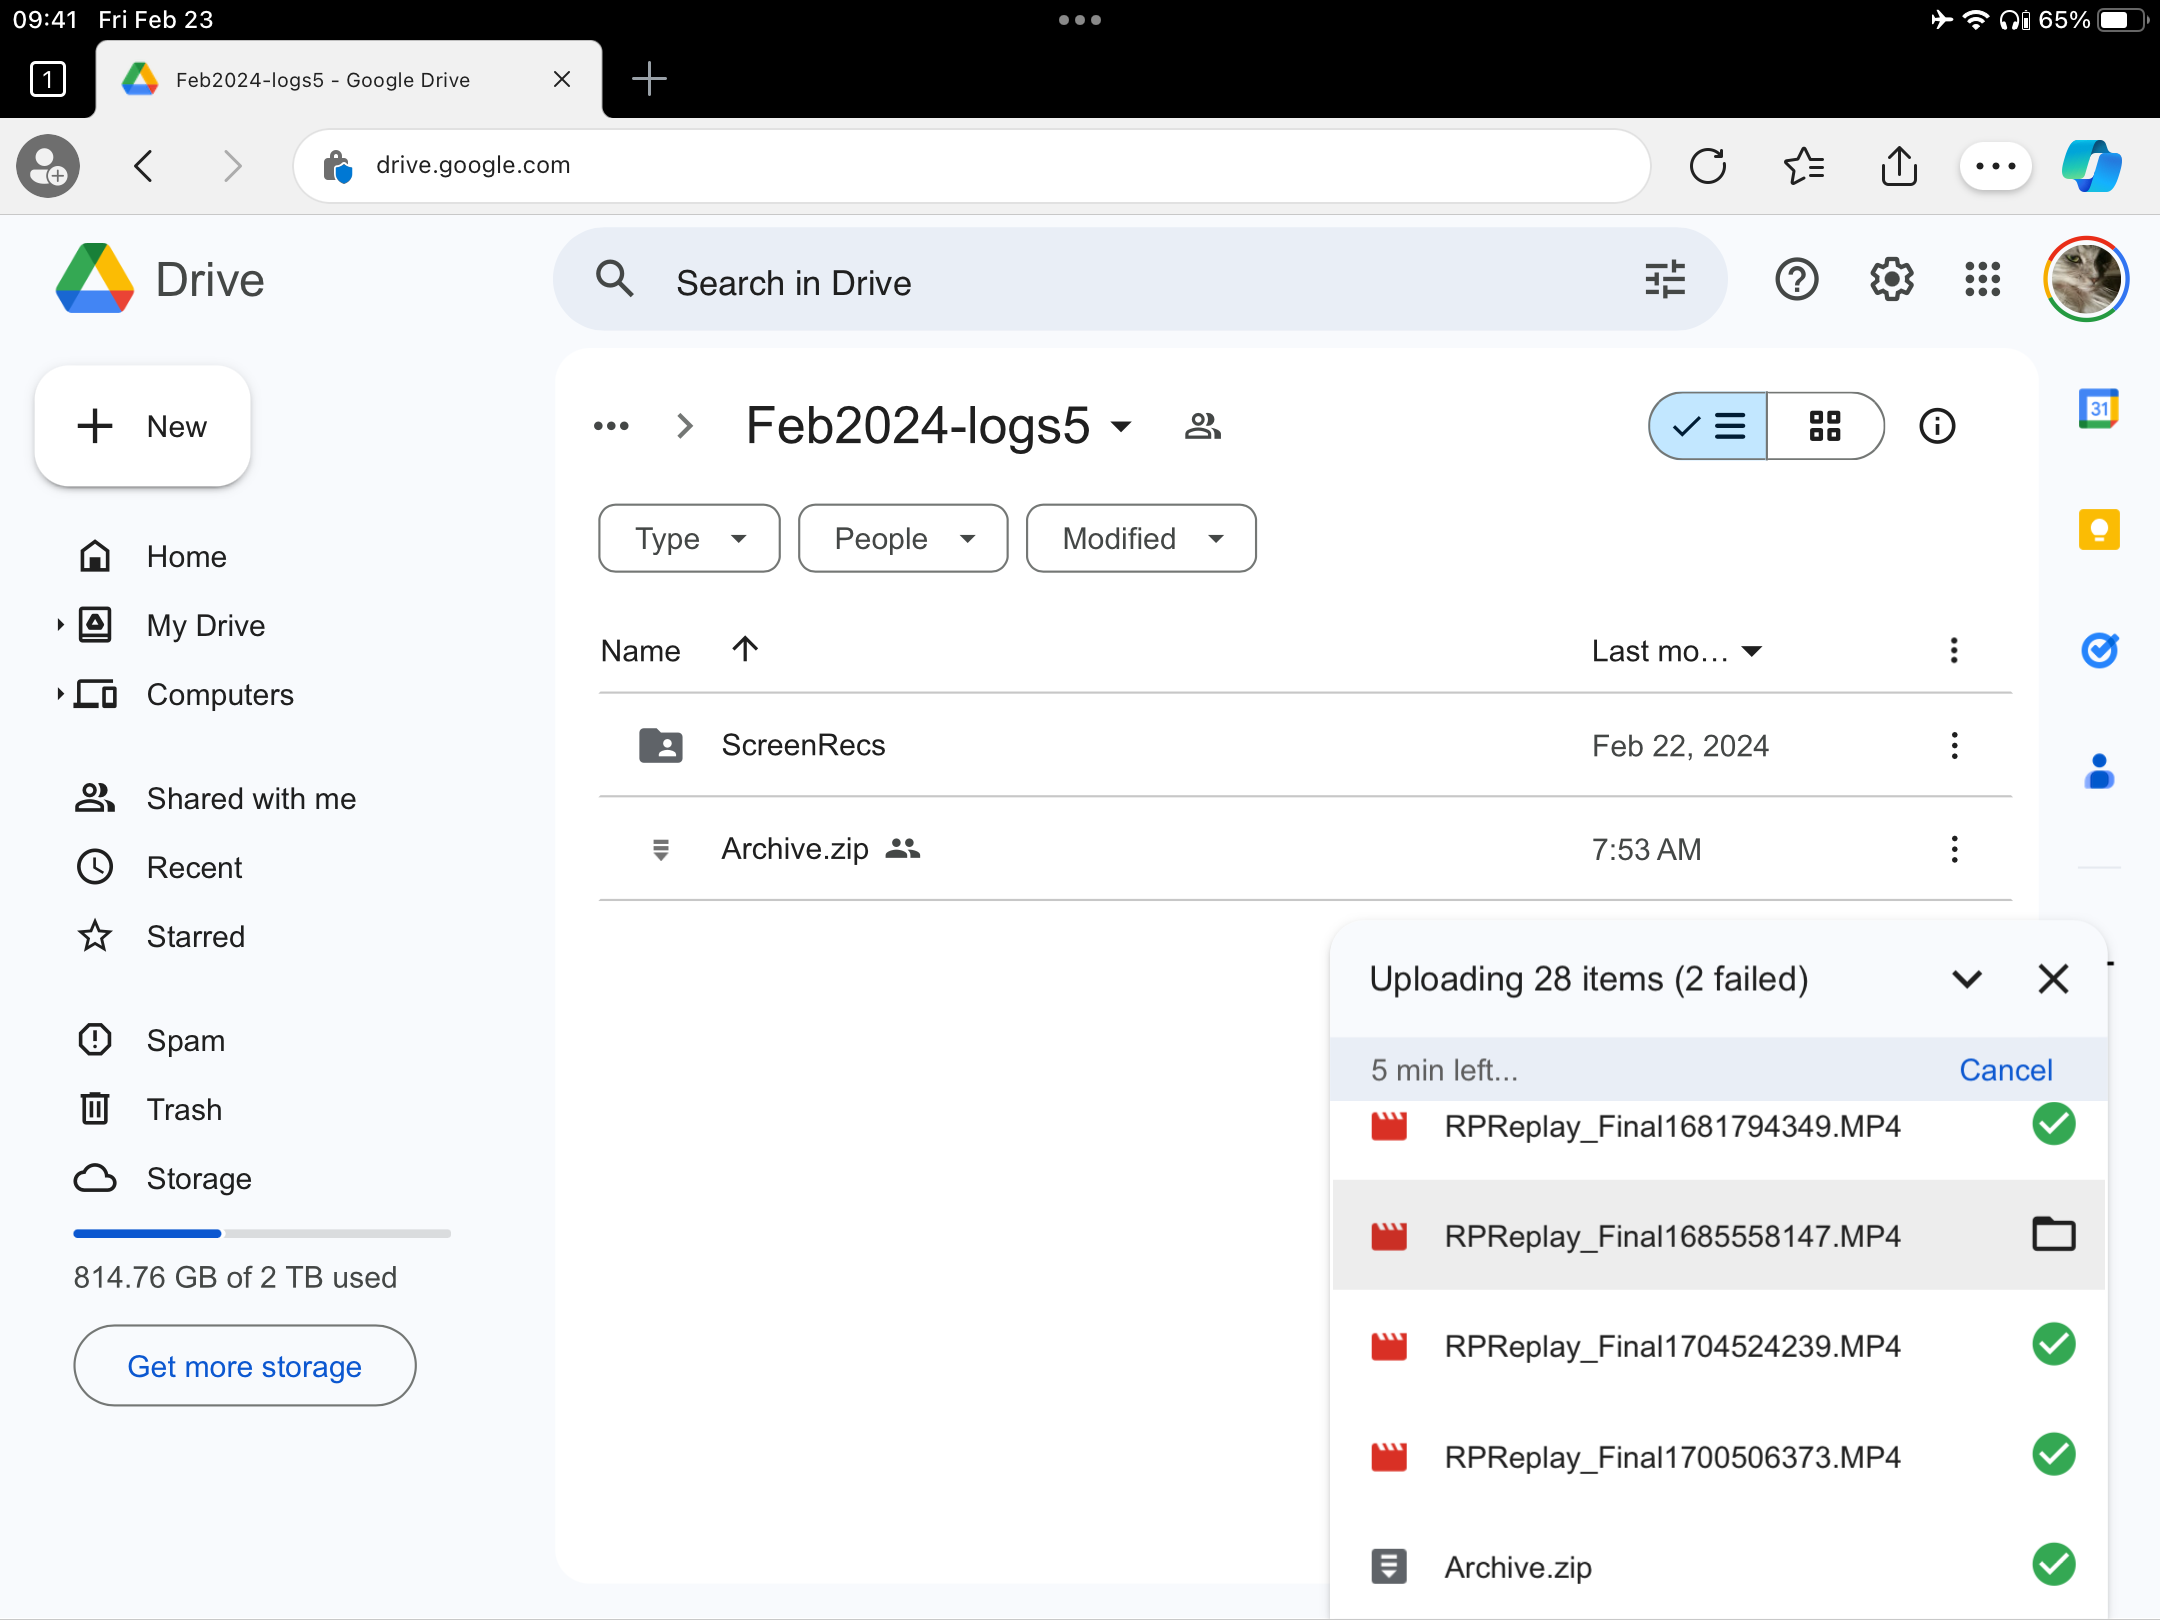 09:41 Fri Feb 23
65%
1
Feb2024-logs5 - Google Drive
drive.google.com
Drive
Search in Drive
New
Feb2024-logs5
31
Type
People
Modified
Home
My Drive
Computers
Name
Last mo...
ScreenRecs
Feb 22, 2024
Shared with me
Archive.zip
7:53 AM
Recent
Starred
Uploading 28 items (2 failed)
Spam
5 min left...
Cancel
Trash
RPReplay_Final1681794349.MP4
Storage
RPReplay_Final1685558147.MP4
814.76 GB of 2 TB used
RPReplay_Final1704524239.MP4
Get more storage
RPReplay_Final1700506373.MP4
Archive.zip